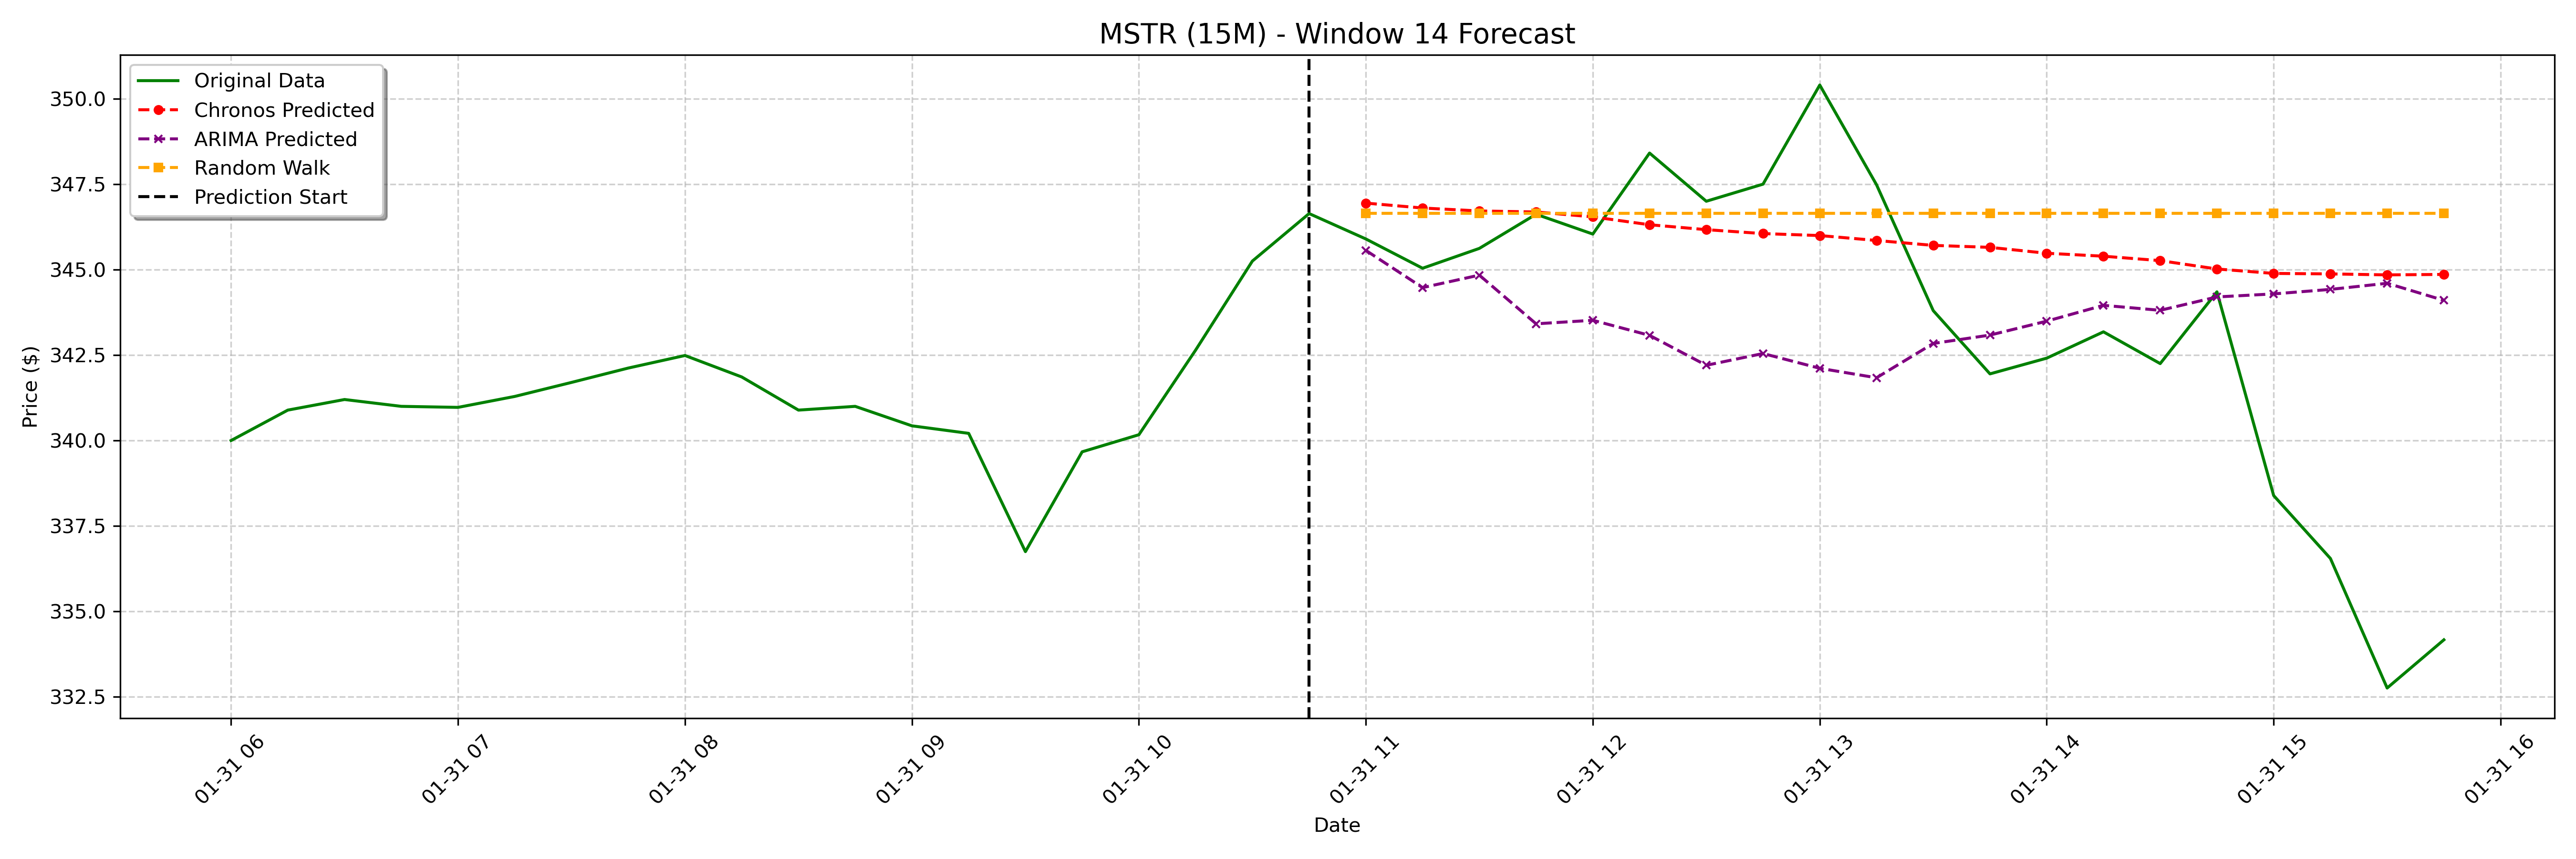 MSTR (15M) - Window 14 Forecast
Original Data
Chronos Predicted
ARIMA Predicted
Random Walk
Prediction Start
350.0
347.5
345.0
342.5
340.0
337.5
335.0
332.5
Price ($)
01-31 06
01-31 07
01-31 08
01-31 09
01-31 10
01-31 11
01-31 12
01-31 13
01-31 14
01-31 15
01-31 16
Date